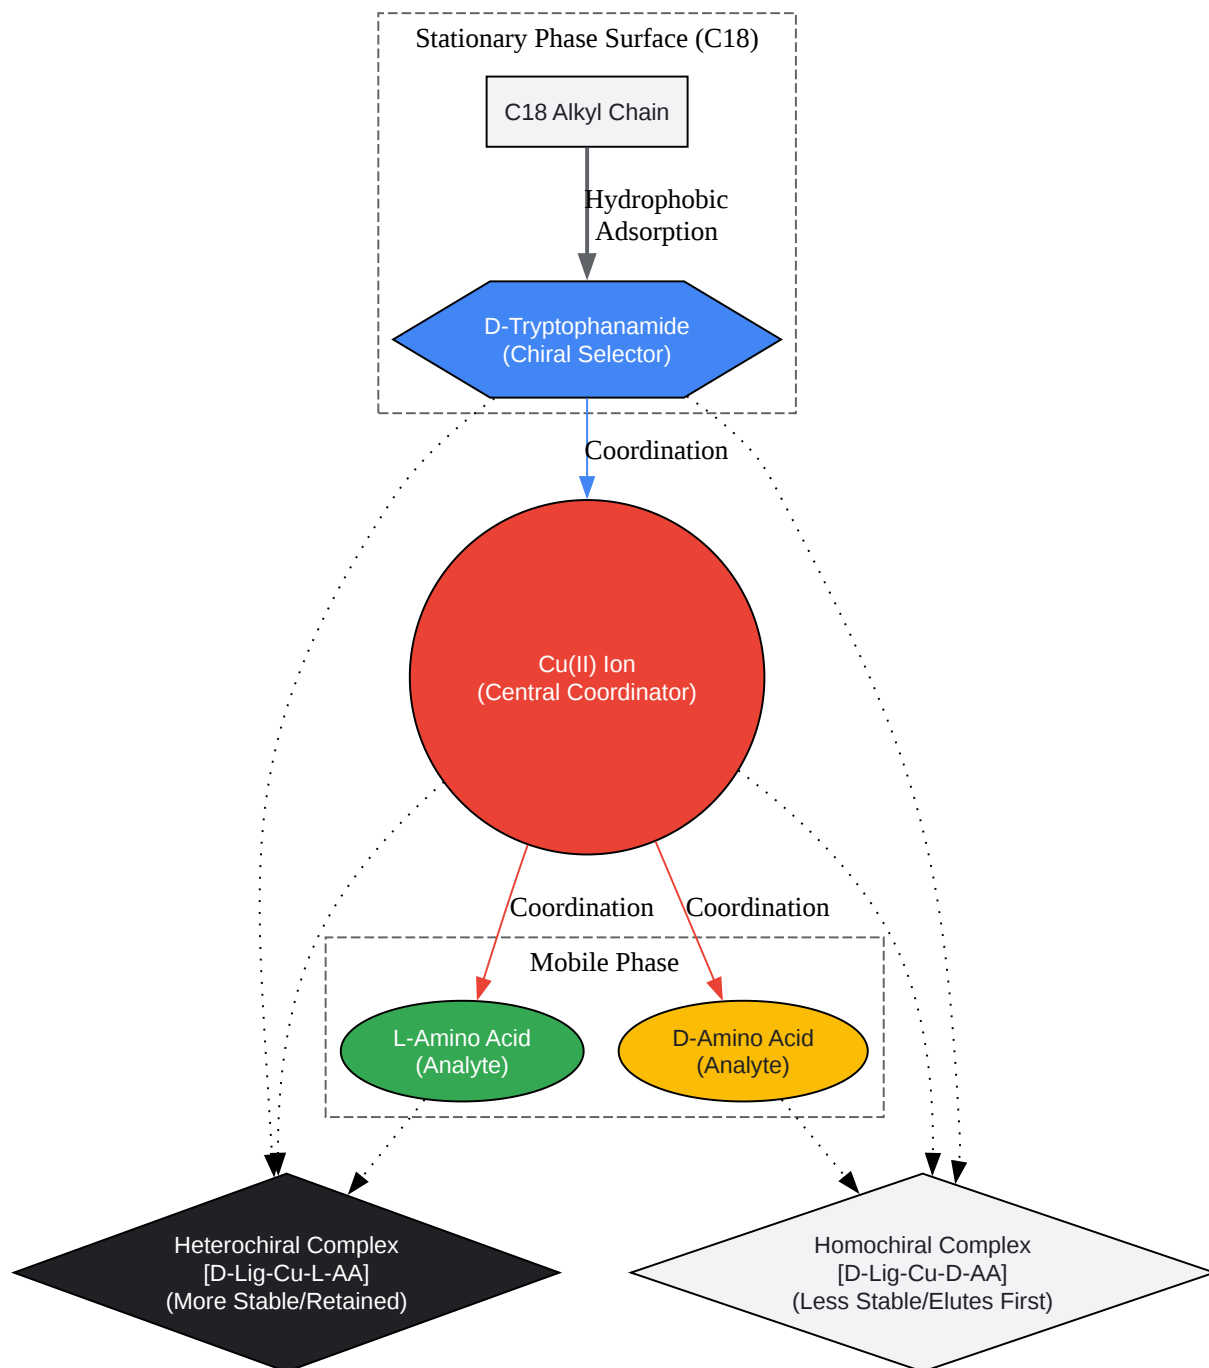 Stationary Phase Surface (C18)
C18 Alkyl Chain
Hydrophobic
Adsorption
D-Tryptophanamide
(Chiral Selector)
Coordination
Cu(II) Ion
(Central Coordinator)
Coordination
Coordination
Mobile Phase
L-Amino Acid
(Analyte)
D-Amino Acid
(Analyte)
Heterochiral Complex
[D-Lig-Cu-L-AA]
(More Stable/Retained)
Homochiral Complex
[D-Lig-Cu-D-AA]
(Less Stable/Elutes First)